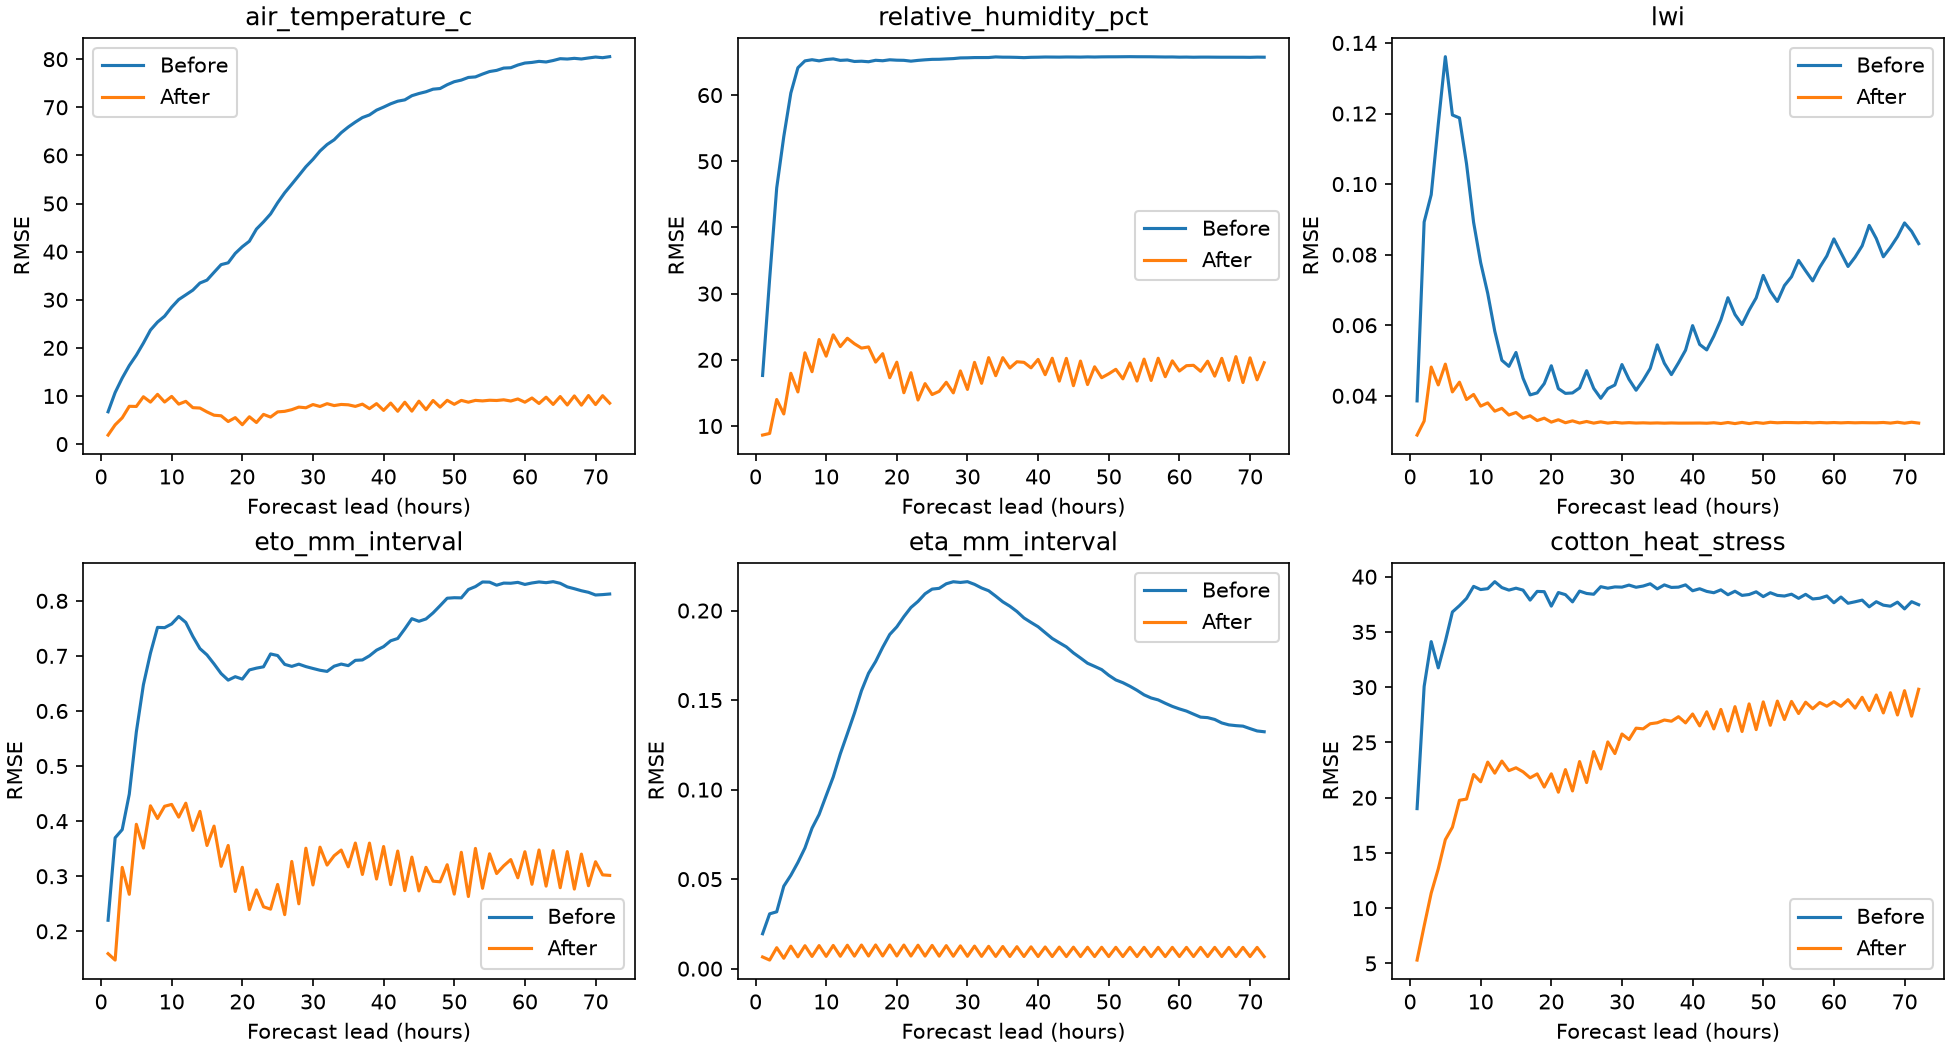 air_temperature_c
80
70
60
50
40
30
20
10
0
RMSE
Before
After
0 10 20 30 40 50 60 70
Forecast lead (hours)
relative_humidity_pct
60
50
40
30
20
10
RMSE
Before
After
0 10 20 30 40 50 60 70
Forecast lead (hours)
lwi
0.14
0.12
0.10
0.08
0.06
0.04
RMSE
Before
After
0 10 20 30 40 50 60 70
Forecast lead (hours)
eto_mm_interval
0.8
0.7
0.6
0.5
0.4
0.3
0.2
RMSE
Before
After
0 10 20 30 40 50 60 70
Forecast lead (hours)
eta_mm_interval
0.20
0.15
0.10
0.05
0.00
RMSE
Before
After
0 10 20 30 40 50 60 70
Forecast lead (hours)
cotton_heat_stress
40
35
30
25
20
15
10
5
RMSE
Before
After
0 10 20 30 40 50 60 70
Forecast lead (hours)